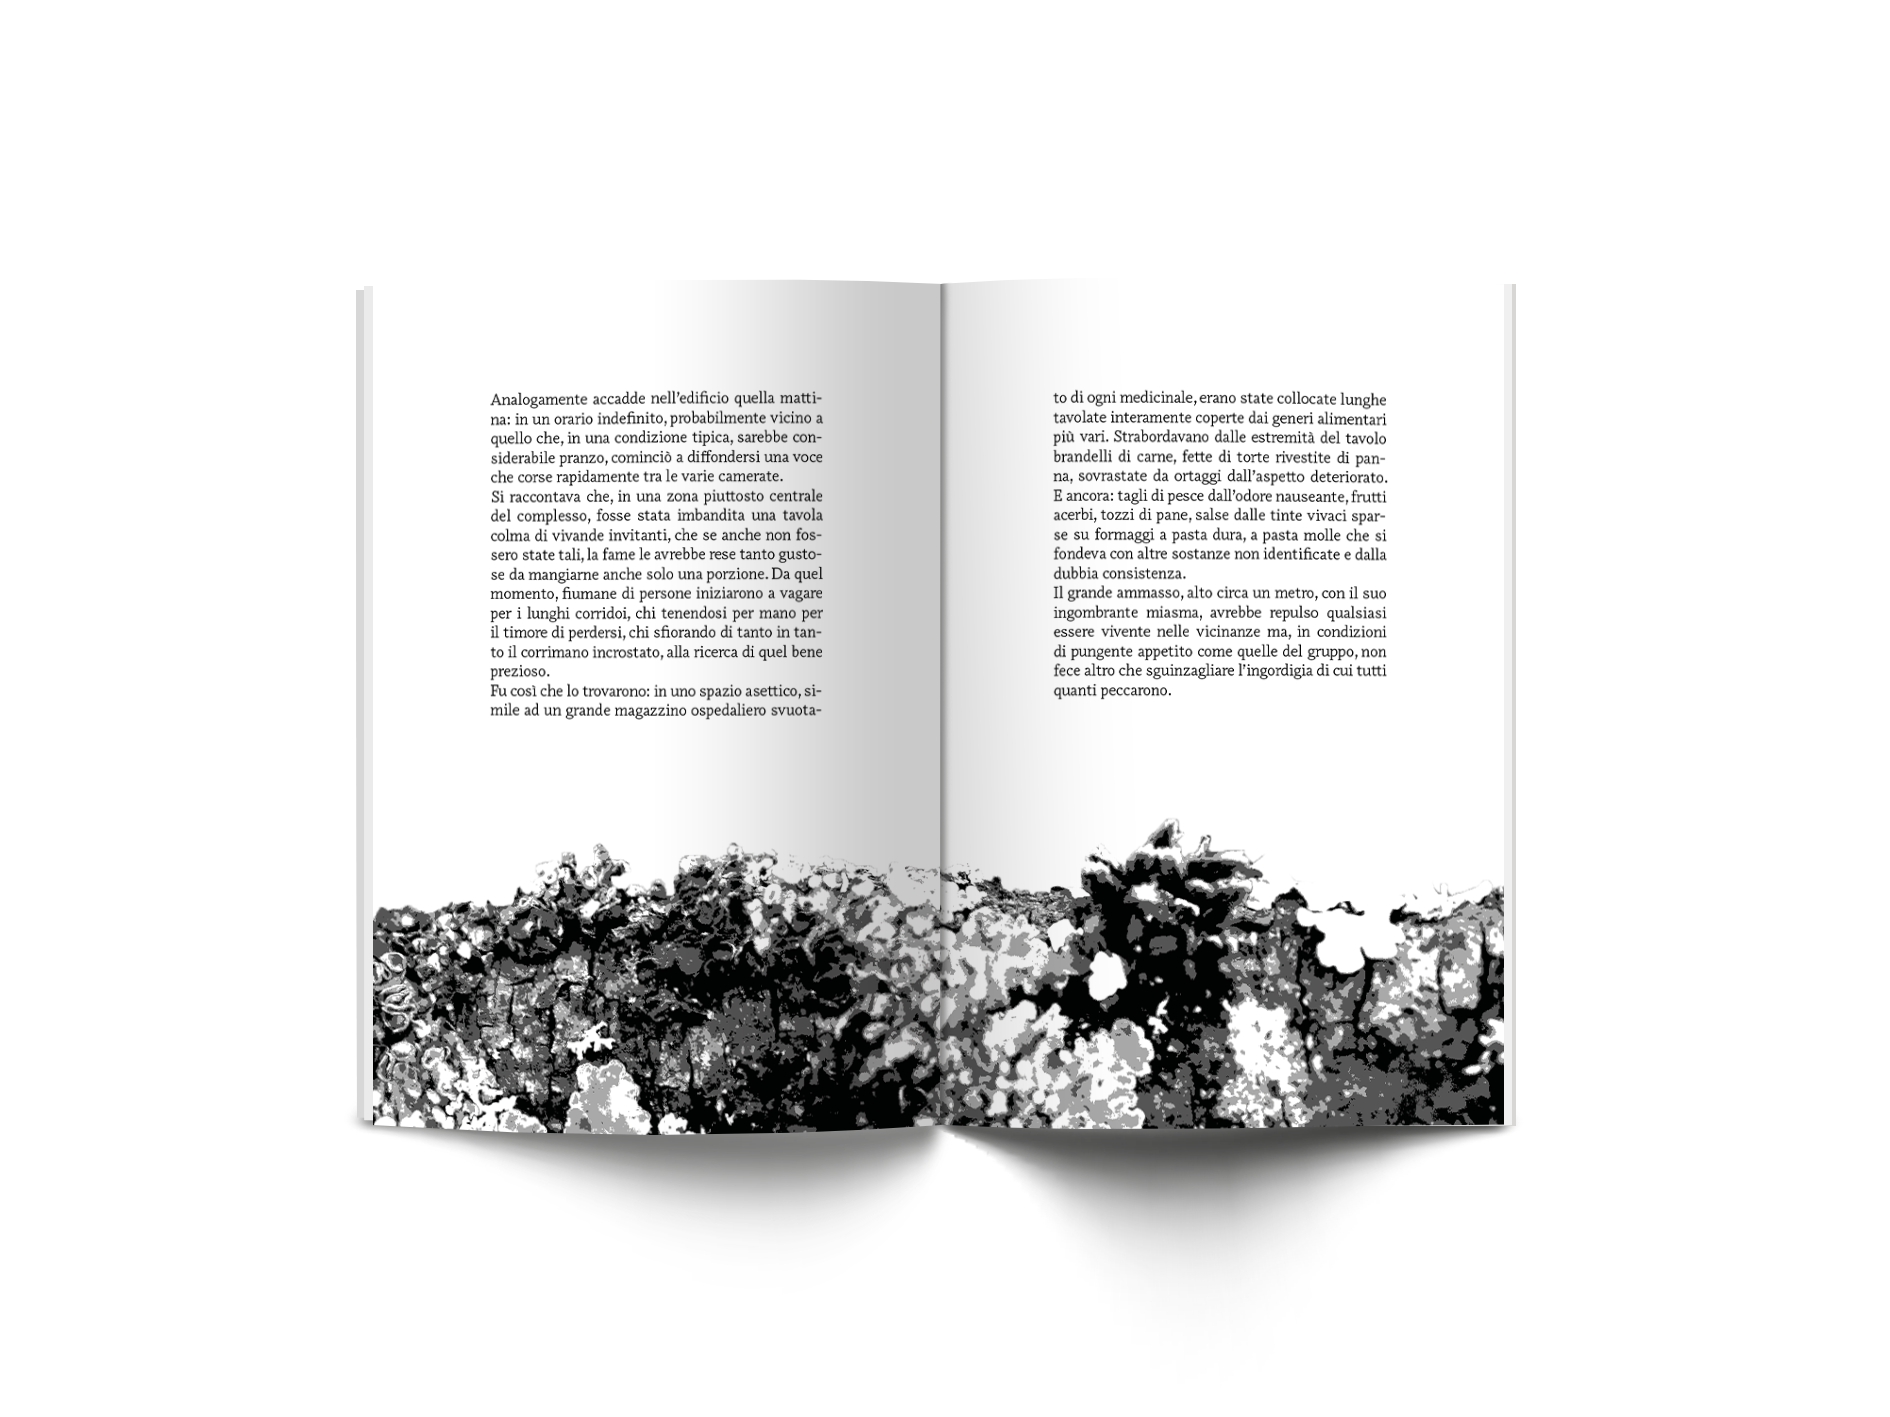 Analogamente accadde nell'edificio quella matti-
na: in un orario indefinito, probabilmente vicino a
quello che, in una condizione tipica, sarebbe con-
siderabile pranzo, cominciò a diffondersi una voce
che corse rapidamente tra le varie camerate.
Si raccontava che, in una zona piuttosto centrale
del complesso, fosse stata imbandita una tavola
colma di vivande invitanti, che se anche non fos-
sero state tali, la fame le avrebbe rese tanto gusto-
se da mangiarne anche solo una porzione. Da quel
momento, fiumane di persone iniziarono a vagare
per i lunghi corridoi, chi tenendosi per mano per
il timore di perdersi, chi sfiorando di tanto in tan-
to il corrimano incrostato, alla ricerca di quel bene
prezioso.
Fu così che lo trovarono: in uno spazio asettico, si-
mile ad un grande magazzino ospedaliero svuota-
to di ogni medicinale, erano state collocate lunghe
tavolate interamente coperte dai generi alimentari
più vari. Strabordavano dalle estremità del tavolo
brandelli di carne, fette di torte rivestite di pan-
na, sovrastate da ortaggi dall'aspetto deteriorato.
E ancora: tagli di pesce dall'odore nauseante, frutti
acerbi, tozzi di pane, salse dalle tinte vivaci spar-
se su formaggi a pasta dura, a pasta molle che si
fondeva con altre sostanze non identificate e dalla
dubbia consistenza.
Il grande ammasso, alto circa un metro, con il suo
ingombrante miasma, avrebbe repulso qualsiasi
essere vivente nelle vicinanze ma, in condizioni
di pungente appetito come quelle del gruppo, non
fece altro che sguinzagliare l'ingordigia di cui tutti
quanti peccarono.